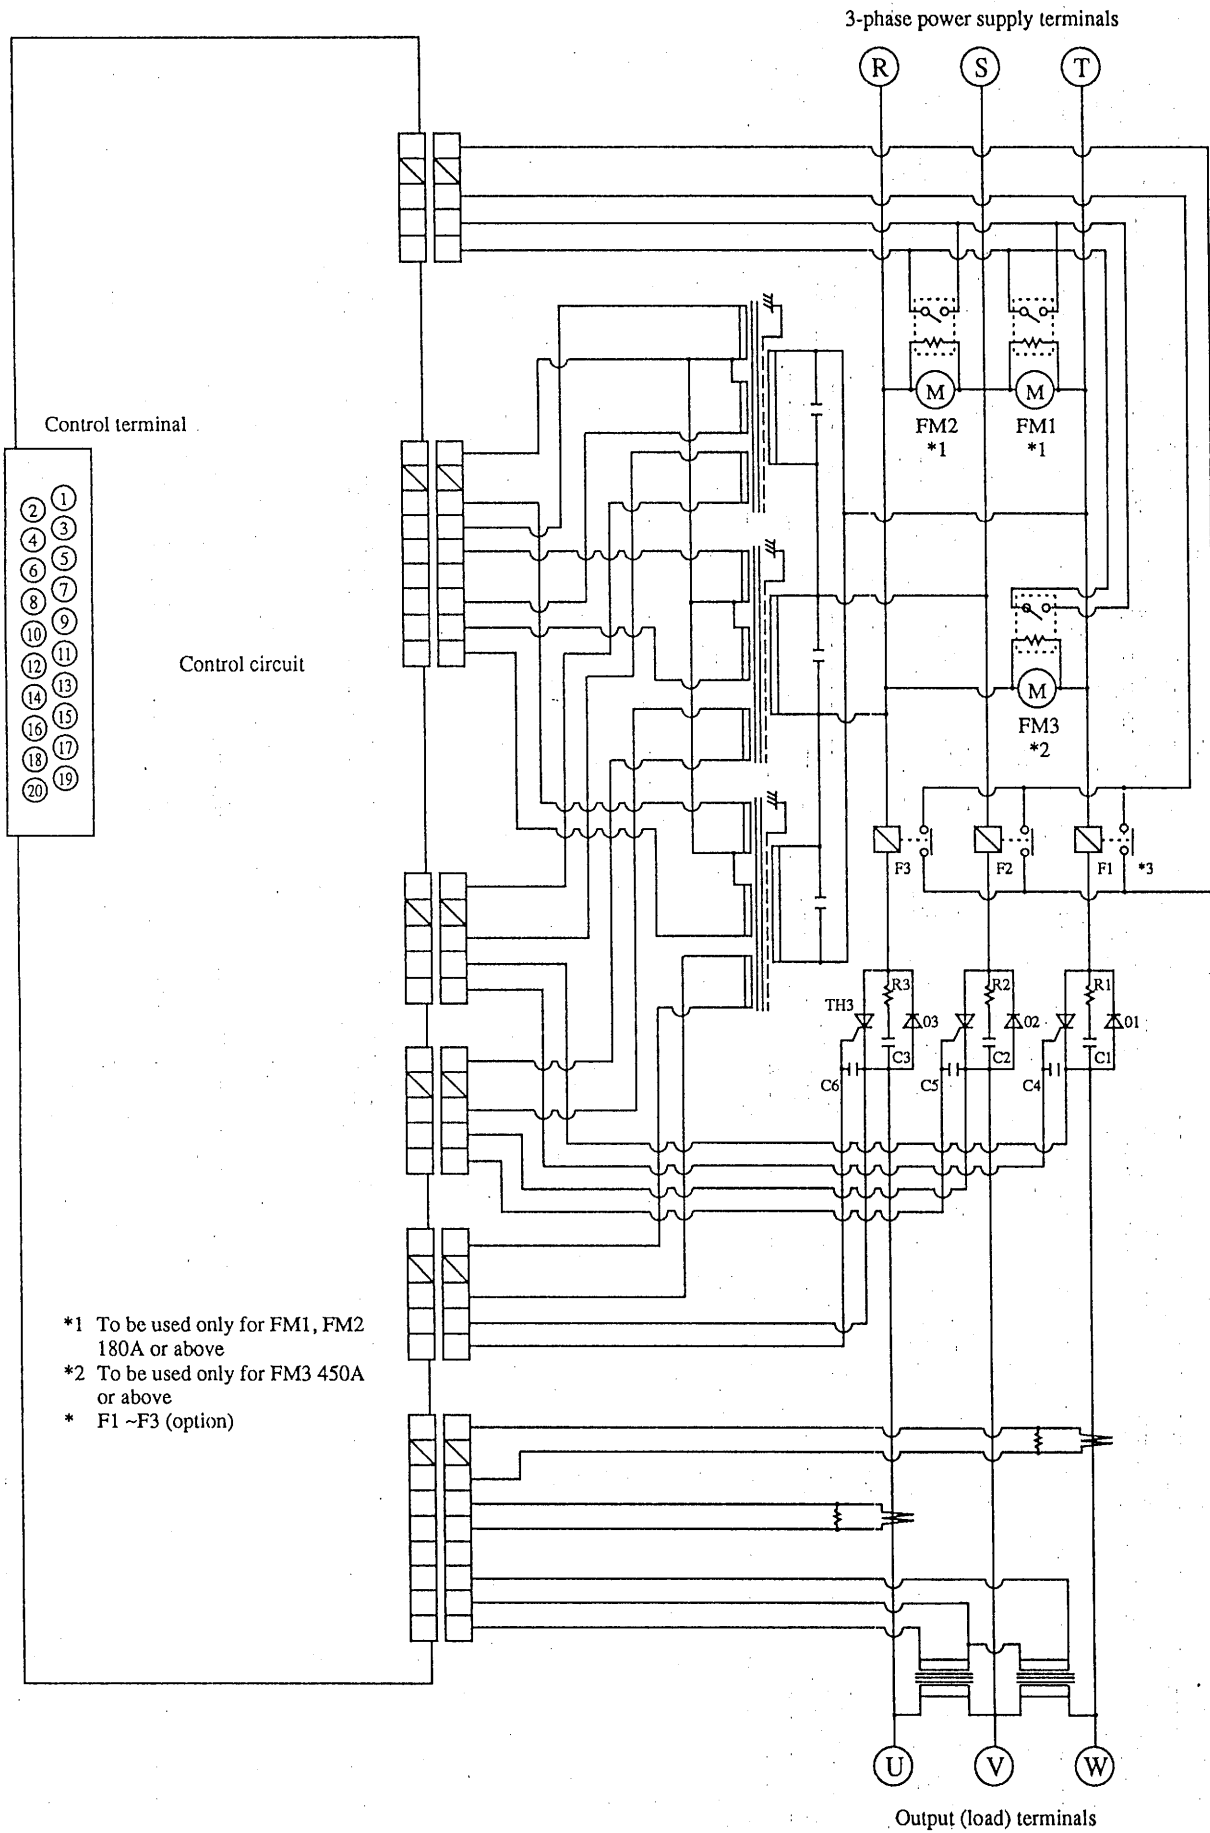 3-phase power supply terminals
R S T
Control terminal
M M
FM2 FM1
*1 *1
1
2
3
4
5
6
7
8
9
10
11
12
13
14
15
16
17
18
19
20
Control circuit
M
FM3
*2
F3 F2 F1 *3
R3 R2 R1
TH3 03 02 01
C3 C2 C1
C6 C5 C4
*1 To be used only for FM1, FM2
180A or above
*2 To be used only for FM3 450A
or above
* F1 ~F3 (option)
U V W
Output (load) terminals